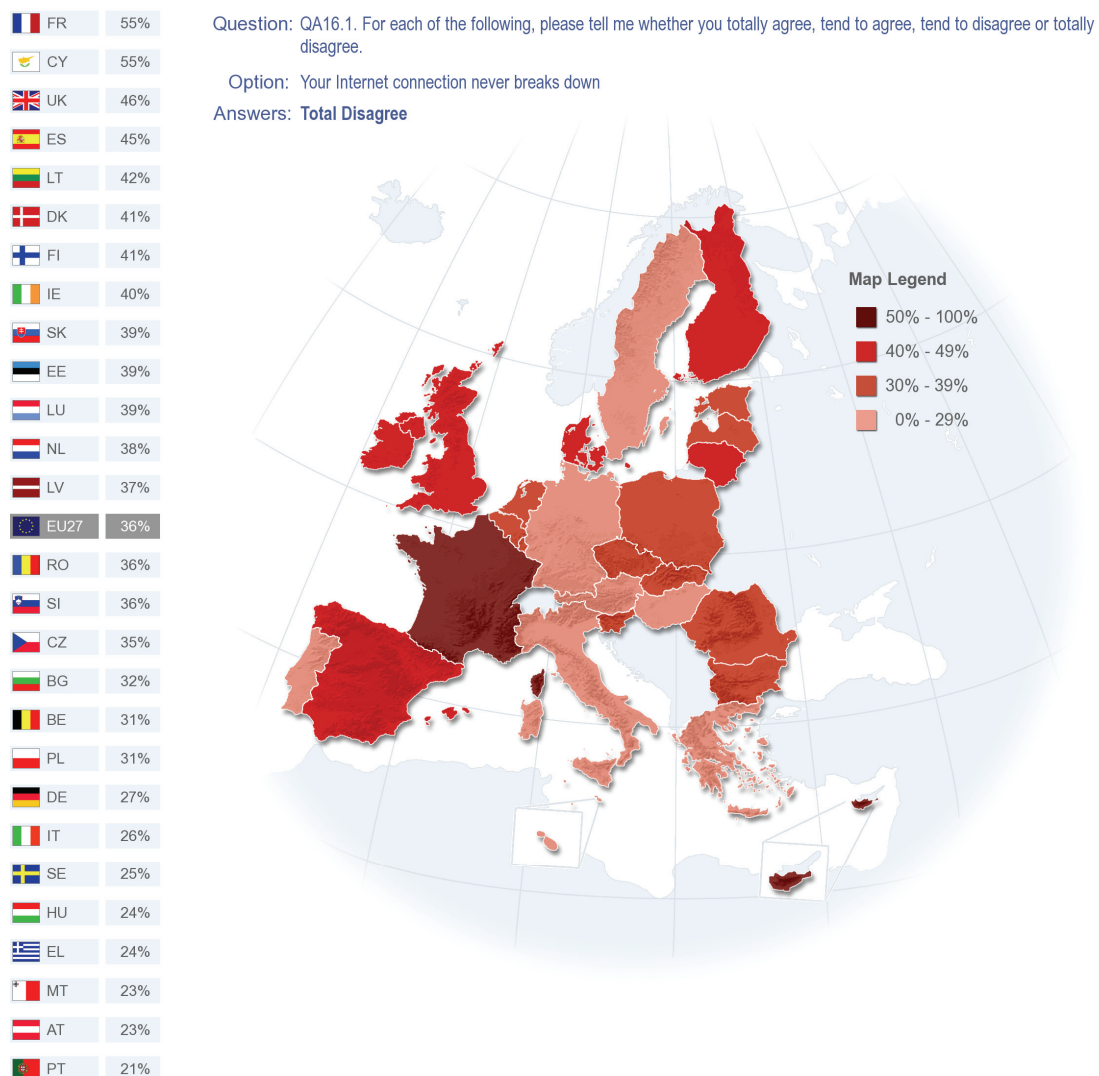 FR 55%
CY 55%
UK 46%
ES 45%
LT 42%
DK 41%
FI 41%
IE 40%
SK 39%
EE 39%
LU 39%
NL 38%
LV 37%
EU27 36%
RO 36%
SI 36%
CZ 35%
BG 32%
BE 31%
PL 31%
DE 27%
IT 26%
SE 25%
HU 24%
EL 24%
MT 23%
AT 23%
PT 21%
Question: QA16.1. For each of the following, please tell me whether you totally agree, tend to agree, tend to disagree or totally
disagree.
Option: Your Internet connection never breaks down
Answers: Total Disagree
Map Legend
50% - 100%
40% - 49%
30% - 39%
0% - 29%